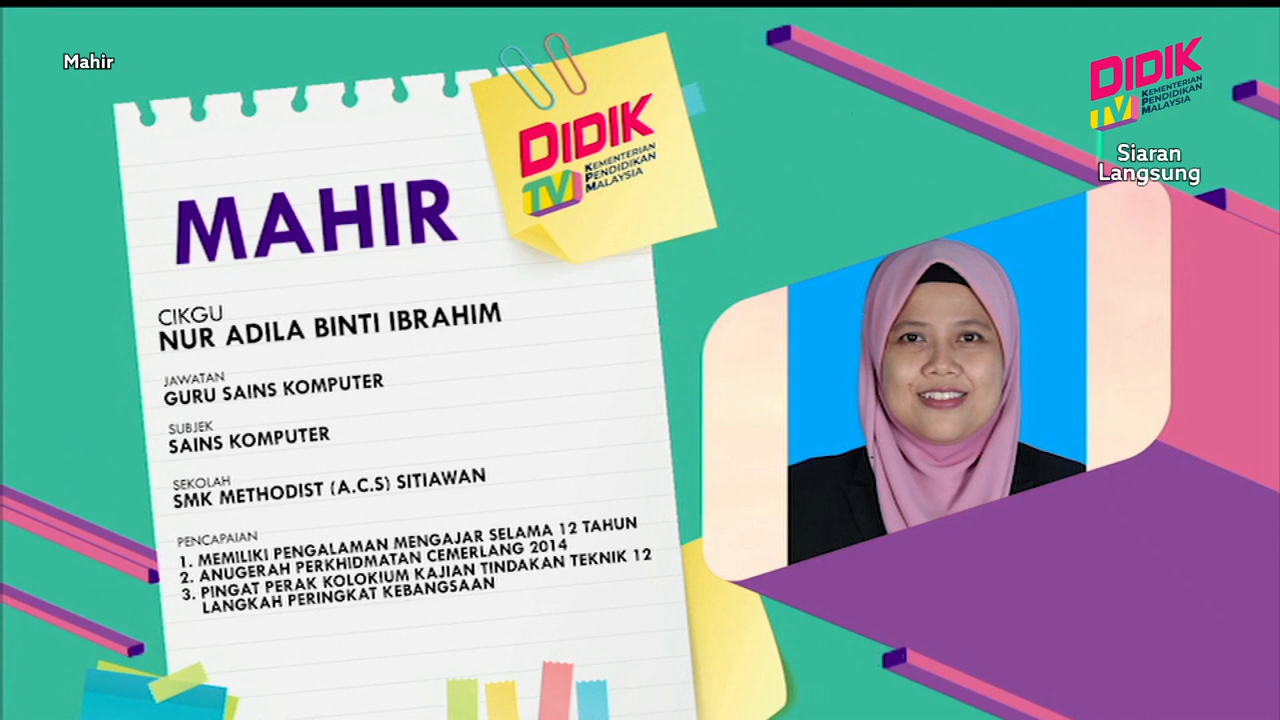 Mahir
DIDIK
TV
KEMENTERIAN
PENDIDIKAN
MALAYSIA
Siaran
Langsung
DIDIK
TV
KEMENTERIAN
PENDIDIKAN
MALAYSIA
MAHIR
CIKGU
NUR ADILA BINTI IBRAHIM
JAWATAN
GURU SAINS KOMPUTER
SUBJEK
SAINS KOMPUTER
SEKOLAH
SMK METHODIST (A.C.S) SITIAWAN
PENCAPAIAN
1. MEMILIKI PENGALAMAN MENGAJAR SELAMA 12 TAHUN
2. ANUGERAH PERKHIDMATAN CEMERLANG 2014
3. PINGAT PERAK KOLOKIUM KAJIAN TINDAKAN TEKNIK 12
LANGKAH PERINGKAT KEBANGSAAN